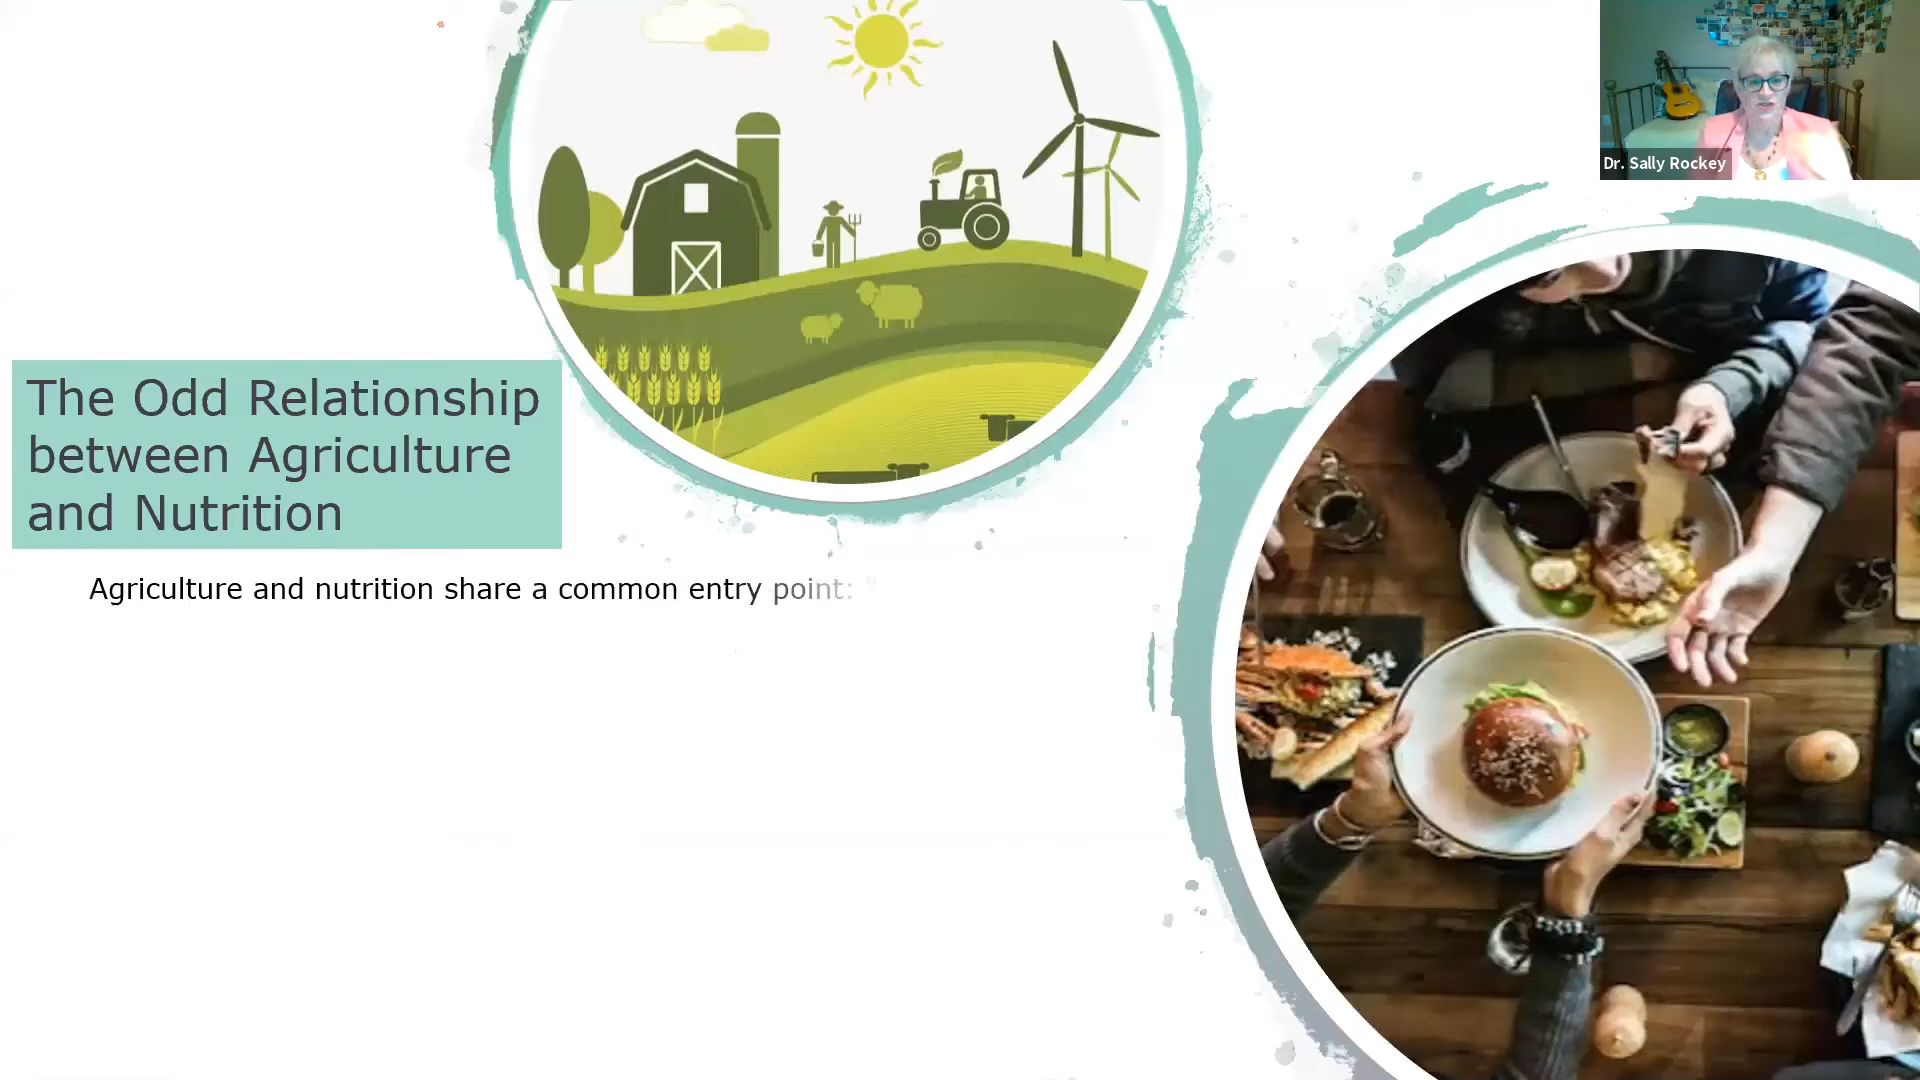 The Odd Relationship
between Agriculture
and Nutrition
Agriculture and nutrition share a common entry point:
Dr. Sally Rockey